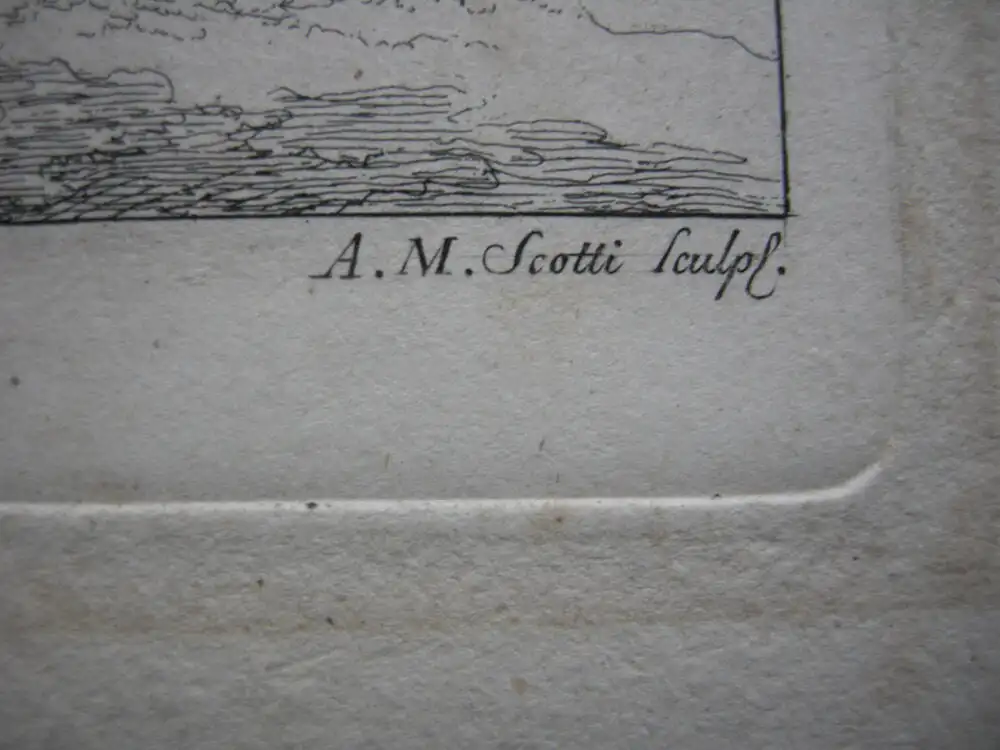 A. M. Scotti ſculpſ.